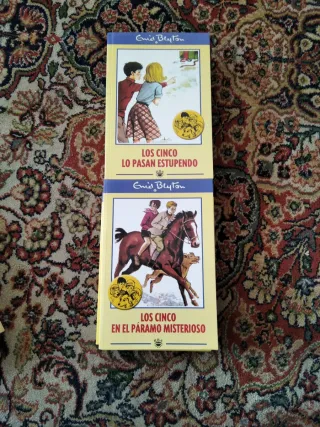 Enid Blyton
LOS CINCO
LO PASAN ESTUPENDO
Enid Blyton
LOS CINCO
EN EL PÁRAMO MISTERIOSO